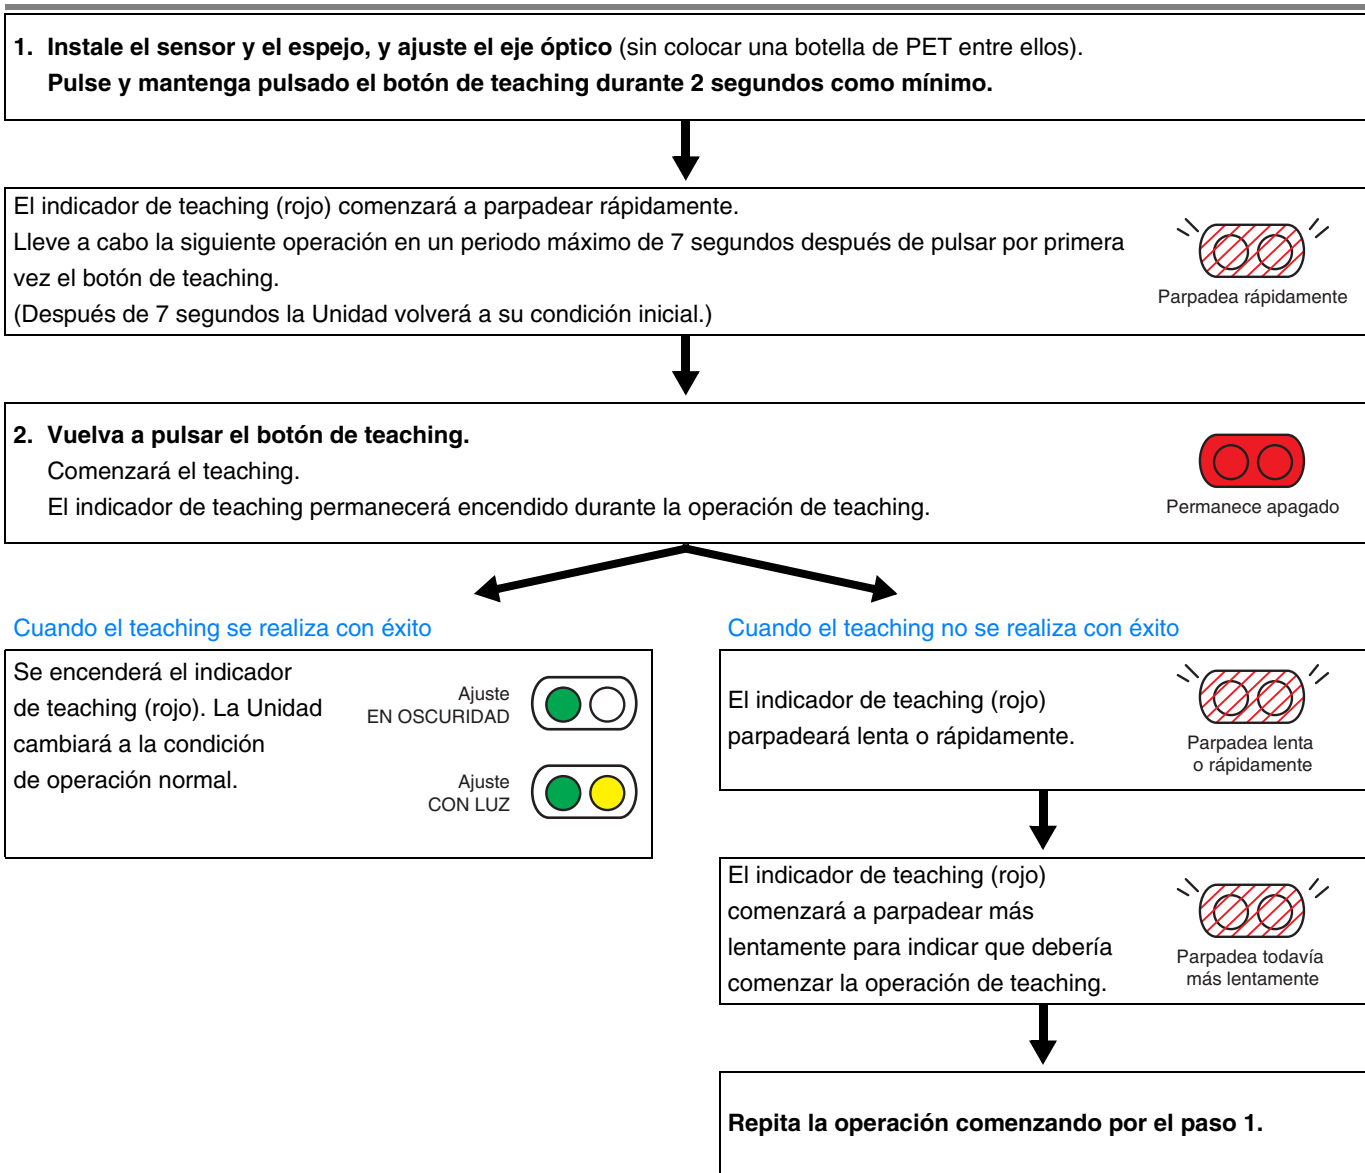 1. Instale el sensor y el espejo, y ajuste el eje óptico (sin colocar una botella de PET entre ellos).
Pulse y mantenga pulsado el botón de teaching durante 2 segundos como mínimo.
El indicador de teaching (rojo) comenzará a parpadear rápidamente.
Lleve a cabo la siguiente operación en un periodo máximo de 7 segundos después de pulsar por primera
vez el botón de teaching.
(Después de 7 segundos la Unidad volverá a su condición inicial.)
Parpadea rápidamente
2. Vuelva a pulsar el botón de teaching.
Comenzará el teaching.
El indicador de teaching permanecerá encendido durante la operación de teaching.
Permanece apagado
Cuando el teaching se realiza con éxito
Se encenderá el indicador
de teaching (rojo). La Unidad
cambiará a la condición
de operación normal.
Ajuste
EN OSCURIDAD
Ajuste
CON LUZ
Cuando el teaching no se realiza con éxito
El indicador de teaching (rojo)
parpadeará lenta o rápidamente.
Parpadea lenta
o rápidamente
El indicador de teaching (rojo)
comenzará a parpadear más
lentamente para indicar que debería
comenzar la operación de teaching.
Parpadea todavía
más lentamente
Repita la operación comenzando por el paso 1.